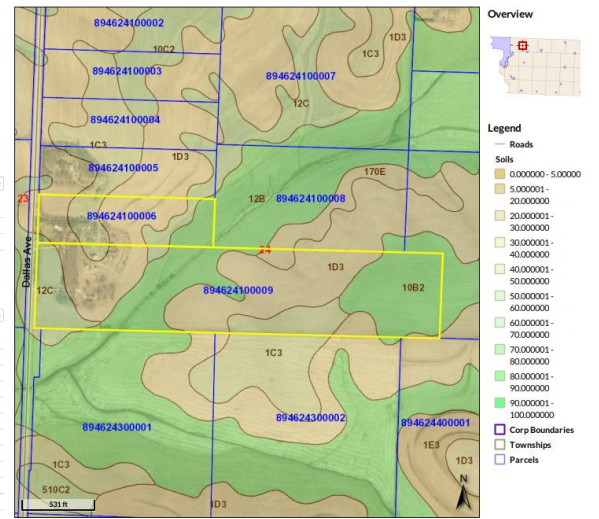 894624100002
10C2
1D3
1C3
894624100003
894624100007
12C
894624100004
1C3
1D3
894624100005
170E
23
12B
894624100008
894624100006
24
Dallas Ave
1D3
12C
894624100009
10B2
1C3
894624300002
894624300001
894624400001
1E3
1D3
1C3
510C2
1D3
531 ft
N
Overview
Legend
Roads
Soils
0.000000 - 5.00000
5.000001 -
20.000000
20.000001 -
30.000000
30.000001 -
40.000000
40.000001 -
50.000000
50.000001 -
60.000000
60.000001 -
70.000000
70.000001 -
80.000000
80.000001 -
90.000000
90.000001 -
100.000000
Corp Boundaries
Townships
Parcels